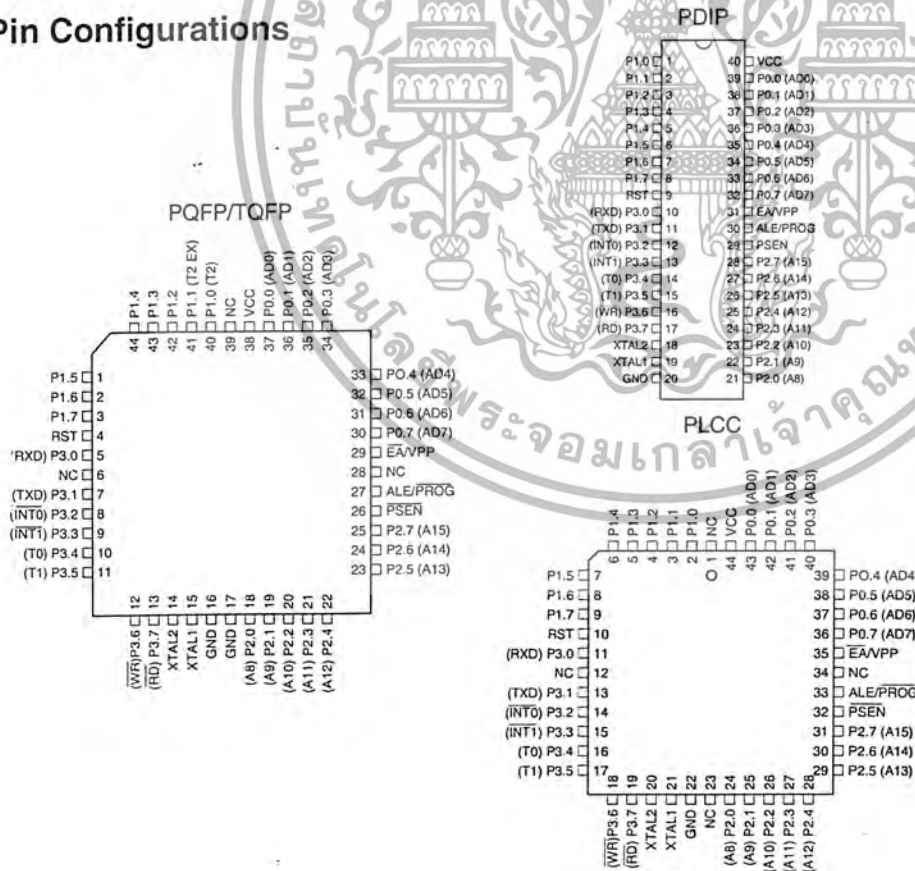 Pin Configurations
PDIP
P1.0 1 40 VCC
P1.1 2 39 P0.0 (AD0)
P1.2 3 38 P0.1 (AD1)
P1.3 4 37 P0.2 (AD2)
P1.4 5 36 P0.3 (AD3)
P1.5 6 35 P0.4 (AD4)
P1.6 7 34 P0.5 (AD5)
P1.7 8 33 P0.6 (AD6)
RST 9 32 P0.7 (AD7)
(RXD) P3.0 10 31 EA/VPP
(TXD) P3.1 11 30 ALE/PROG
(INT0) P3.2 12 29 PSEN
(INT1) P3.3 13 28 P2.7 (A15)
(T0) P3.4 14 27 P2.6 (A14)
(T1) P3.5 15 26 P2.5 (A13)
(WR) P3.6 16 25 P2.4 (A12)
(RD) P3.7 17 24 P2.3 (A11)
XTAL2 18 23 P2.2 (A10)
XTAL1 19 22 P2.1 (A9)
GND 20 21 P2.0 (A8)
PQFP/TQFP
P1.4 P1.3 P1.2 P1.1 (T2 EX) P1.0 (T2) NC VCC P0.0 (AD0) P0.1 (AD1) P0.2 (AD2) P0.3 (AD3)
44 43 42 41 40 39 38 37 36 35 34
P1.5 1 33 P0.4 (AD4)
P1.6 2 32 P0.5 (AD5)
P1.7 3 31 P0.6 (AD6)
RST 4 30 P0.7 (AD7)
(RXD) P3.0 5 29 EA/VPP
NC 6 28 NC
(TXD) P3.1 7 27 ALE/PROG
(INT0) P3.2 8 26 PSEN
(INT1) P3.3 9 25 P2.7 (A15)
(T0) P3.4 10 24 P2.6 (A14)
(T1) P3.5 11 23 P2.5 (A13)
12 13 14 15 16 17 18 19 20 21 22
(WR) P3.6 (RD) P3.7 XTAL2 XTAL1 GND GND (A8) P2.0 (A9) P2.1 (A10) P2.2 (A11) P2.3 (A12) P2.4
PLCC
P1.4 P1.3 P1.2 P1.1 P1.0 NC VCC P0.0 (AD0) P0.1 (AD1) P0.2 (AD2) P0.3 (AD3)
6 5 4 3 2 1 44 43 42 41 40
P1.5 7 39 P0.4 (AD4
P1.6 8 38 P0.5 (AD5)
P1.7 9 37 P0.6 (AD6)
RST 10 36 P0.7 (AD7)
(RXD) P3.0 11 35 EA/VPP
NC 12 34 NC
(TXD) P3.1 13 33 ALE/PROG
(INT0) P3.2 14 32 PSEN
(INT1) P3.3 15 31 P2.7 (A15)
(T0) P3.4 16 30 P2.6 (A14)
(T1) P3.5 17 29 P2.5 (A13)
18 19 20 21 22 23 24 25 26 27 28
(WR) P3.6 (RD) P3.7 XTAL2 XTAL1 GND NC (A8) P2.0 (A9) P2.1 (A10) P2.2 (A11) P2.3 (A12) P2.4
พระจอมเกล้าเจ้าคุณ